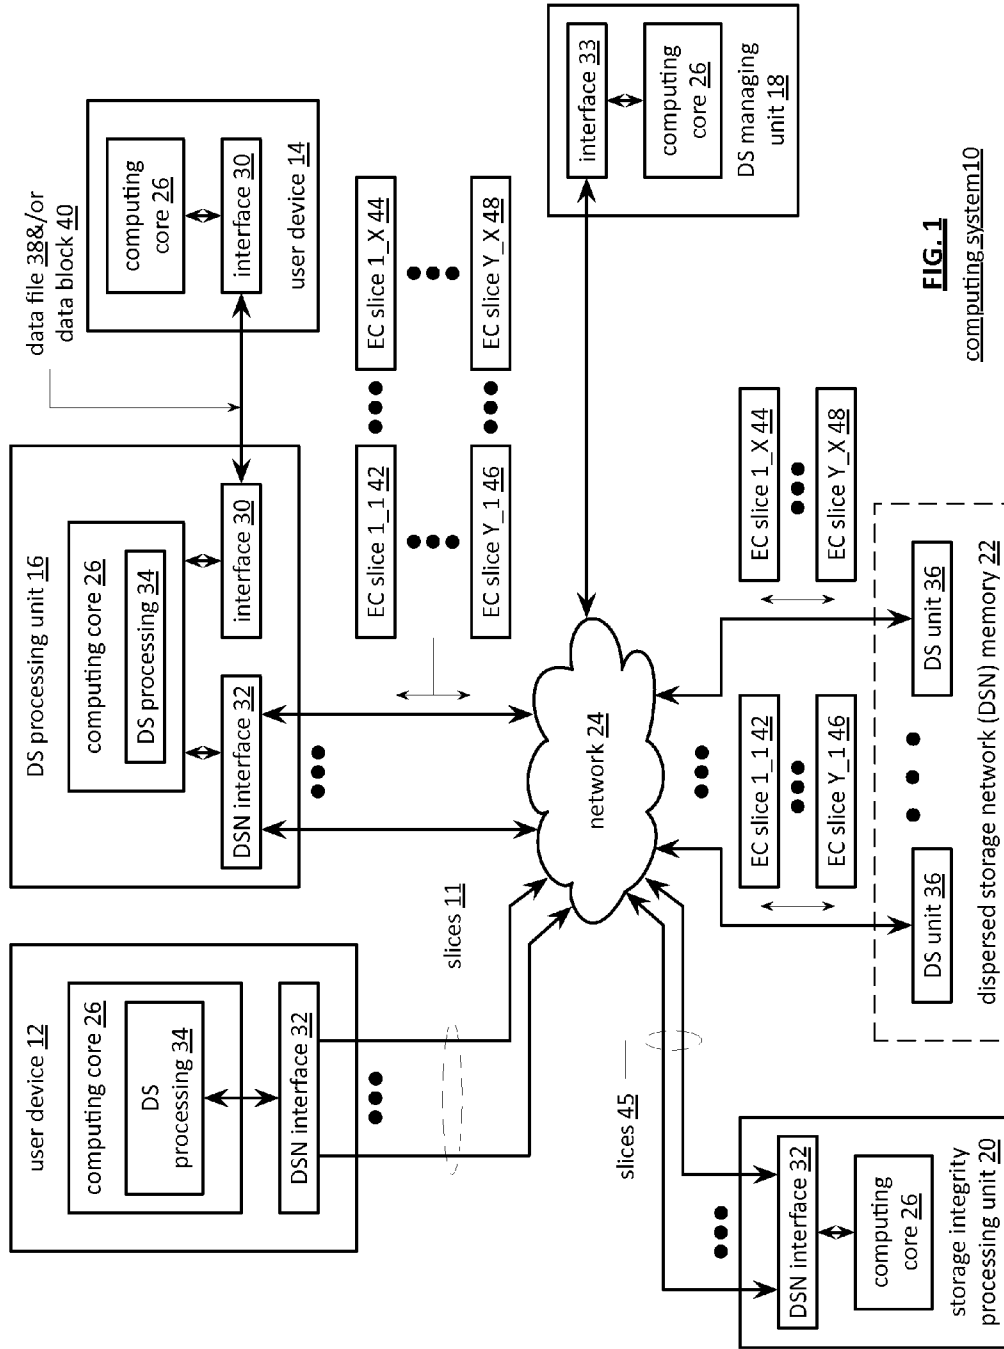 user device 12
computing core 26
DS
processing 34
DSN interface 32
slices 11
DS processing unit 16
computing core 26
DS processing 34
DSN interface 32
interface 30
data file 38&/or
data block 40
computing
core 26
interface 30
user device 14
EC slice 1_1 42
EC slice 1_X 44
EC slice Y_1 46
EC slice Y_X 48
network 24
interface 33
computing
core 26
DS managing
unit 18
slices 45
DSN interface 32
computing
core 26
storage integrity
processing unit 20
EC slice 1_1 42
EC slice Y_1 46
EC slice 1_X 44
EC slice Y_X 48
DS unit 36
DS unit 36
dispersed storage network (DSN) memory 22
FIG. 1
computing system10